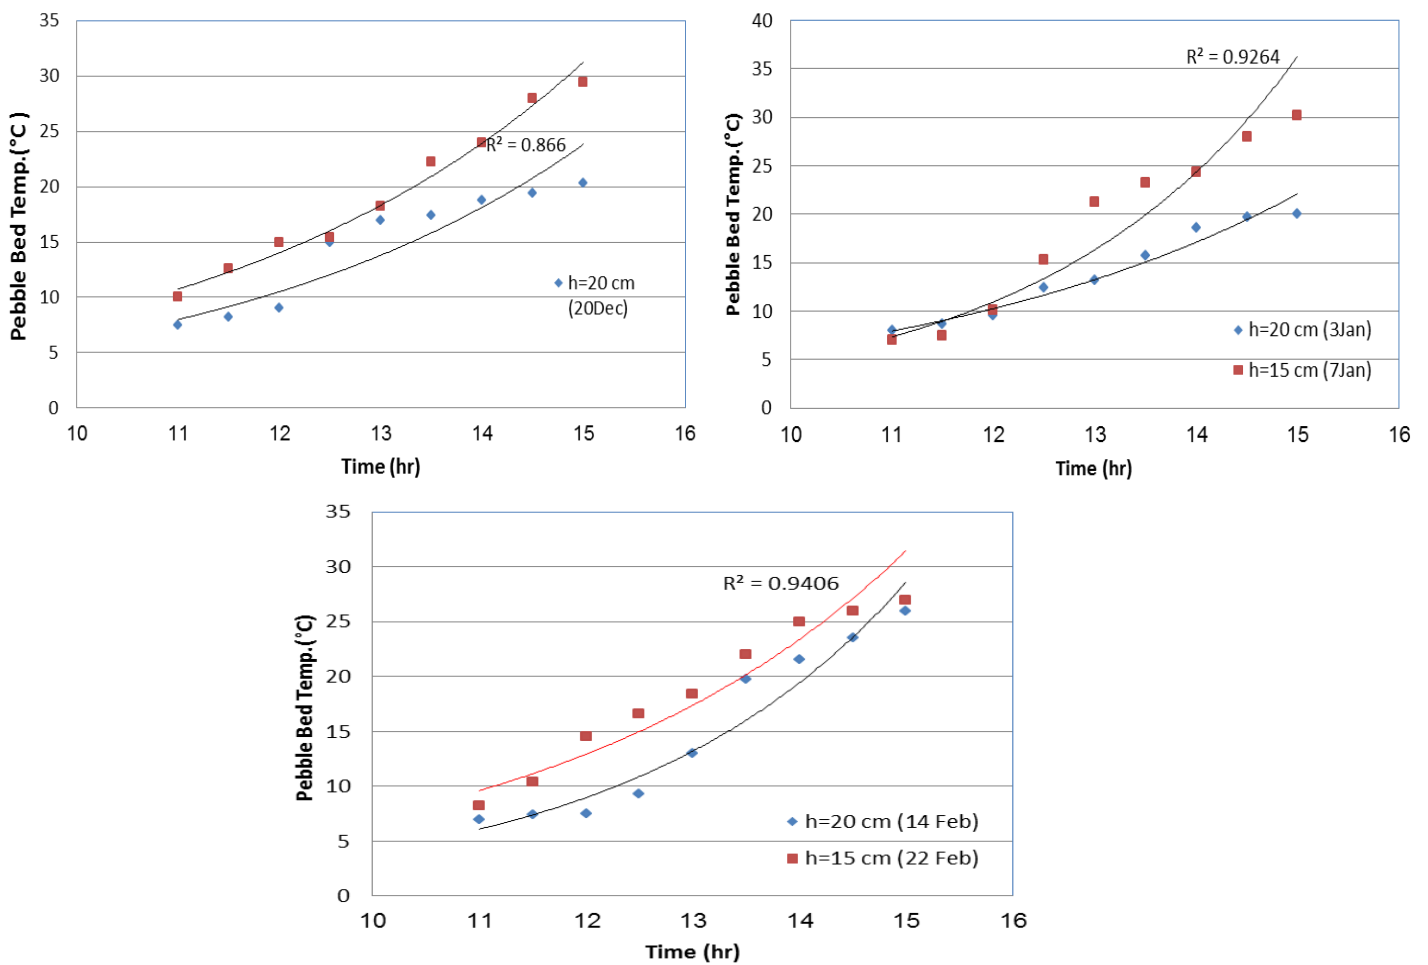 35
30
25
20
15
10
5
0
Pebble Bed Temp.(°C )
R² = 0.866
h=20 cm
(20Dec)
10 11 12 13 14 15 16
Time (hr)
40
35
30
25
20
15
10
5
0
Pebble Bed Temp.(°C)
R² = 0.9264
h=20 cm (3Jan)
h=15 cm (7Jan)
10 11 12 13 14 15 16
Time (hr)
35
30
25
20
15
10
5
0
Pebble Bed Temp.(°C)
R² = 0.9406
h=20 cm (14 Feb)
h=15 cm (22 Feb)
10 11 12 13 14 15 16
Time (hr)